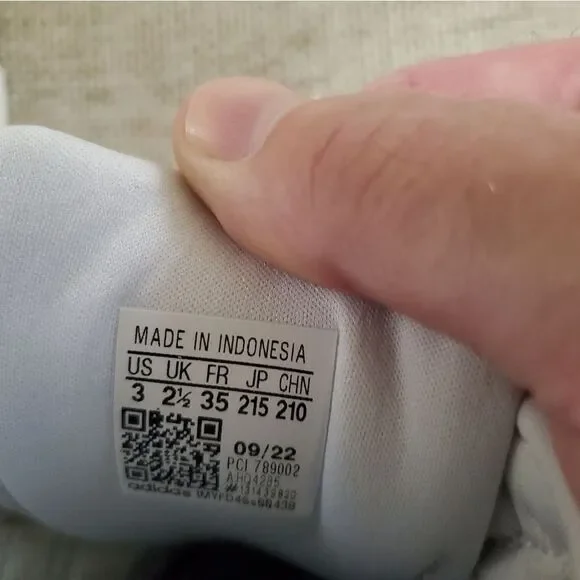 MADE IN INDONESIA
US UK FR JP CHN
3 2½ 35 215 210
09/22
PCI 789002
adidas